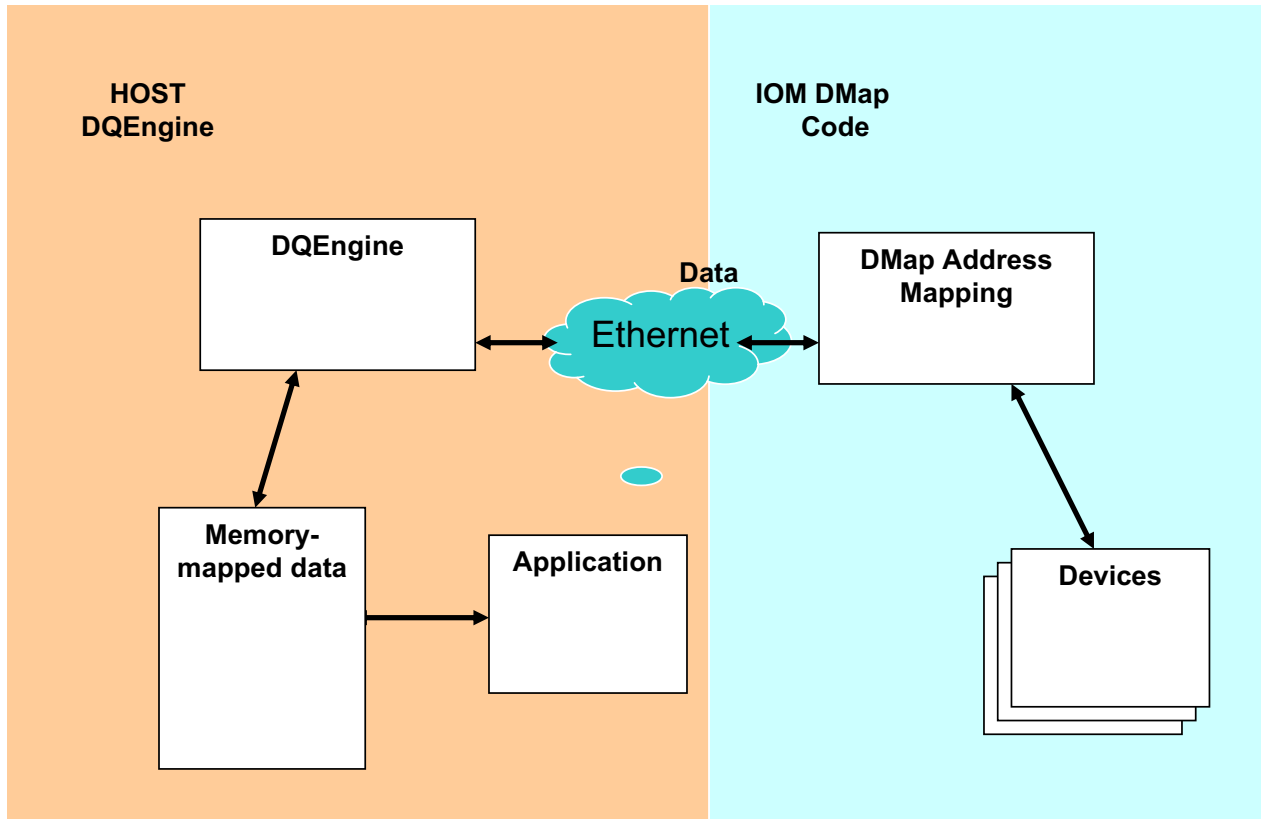 HOST
DQEngine
IOM DMap
Code
DQEngine
Data
Ethernet
DMap Address
Mapping
Memory-
mapped data
Application
Devices